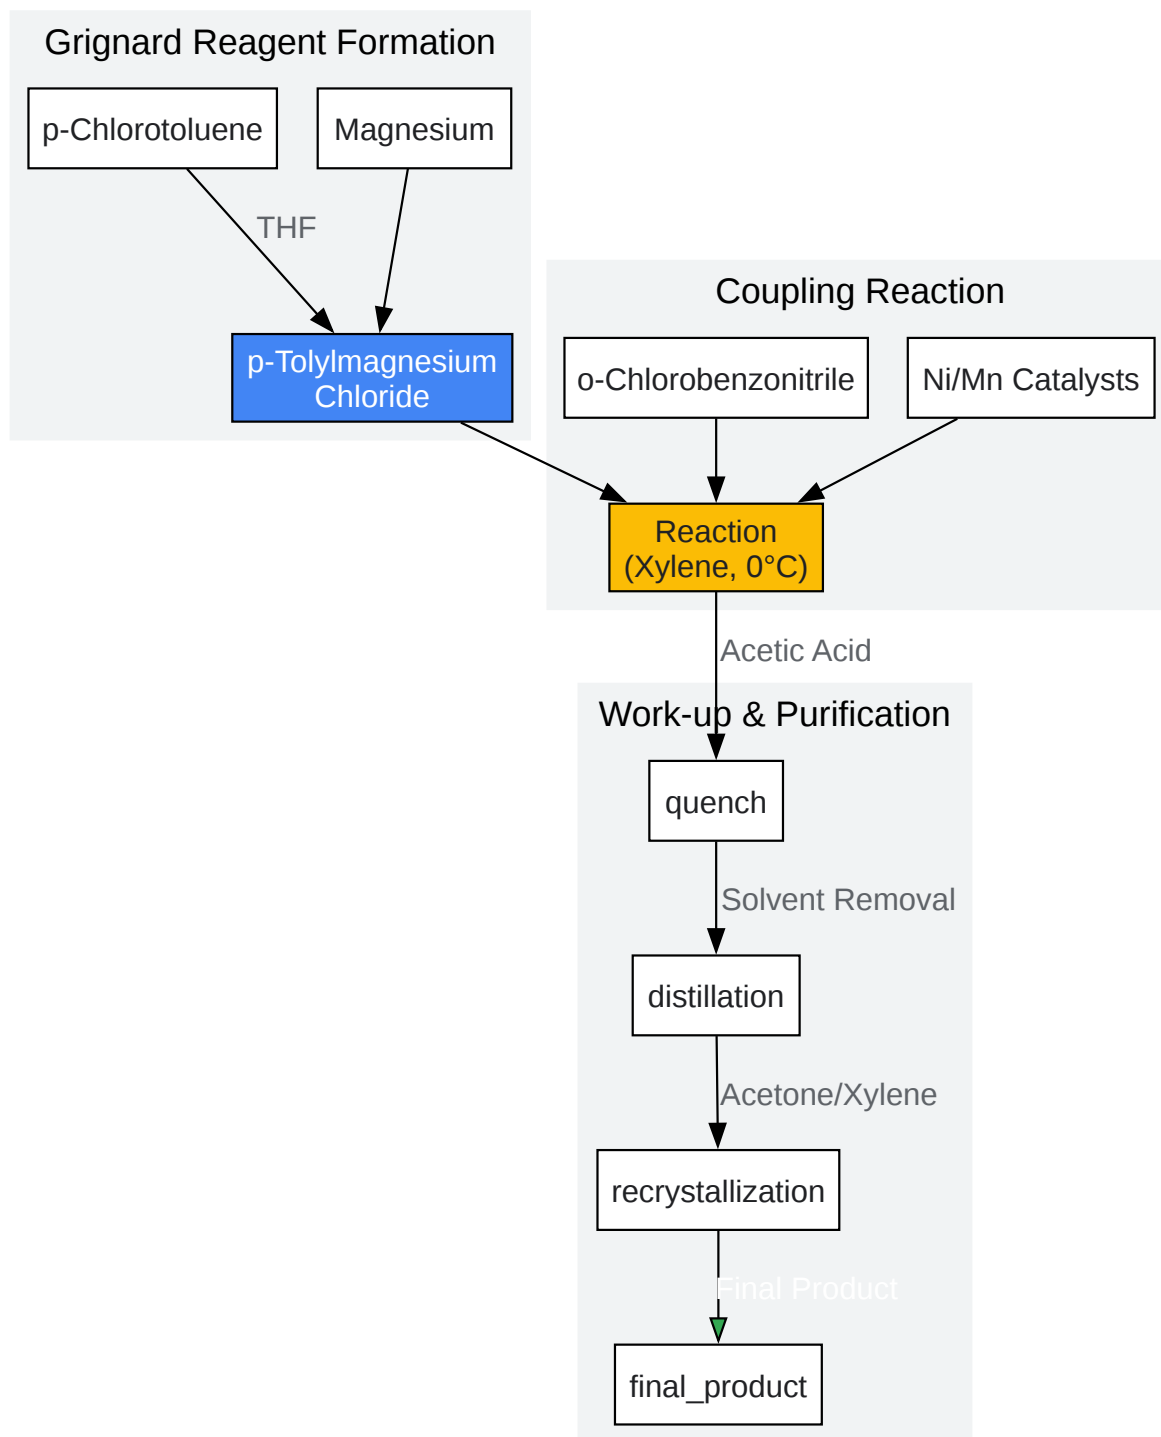 Grignard Reagent Formation
p-Chlorotoluene
Magnesium
THF
p-Tolylmagnesium
Chloride
Coupling Reaction
o-Chlorobenzonitrile
Ni/Mn Catalysts
Reaction
(Xylene, 0°C)
Acetic Acid
Work-up & Purification
quench
Solvent Removal
distillation
Acetone/Xylene
recrystallization
Final Product
final_product